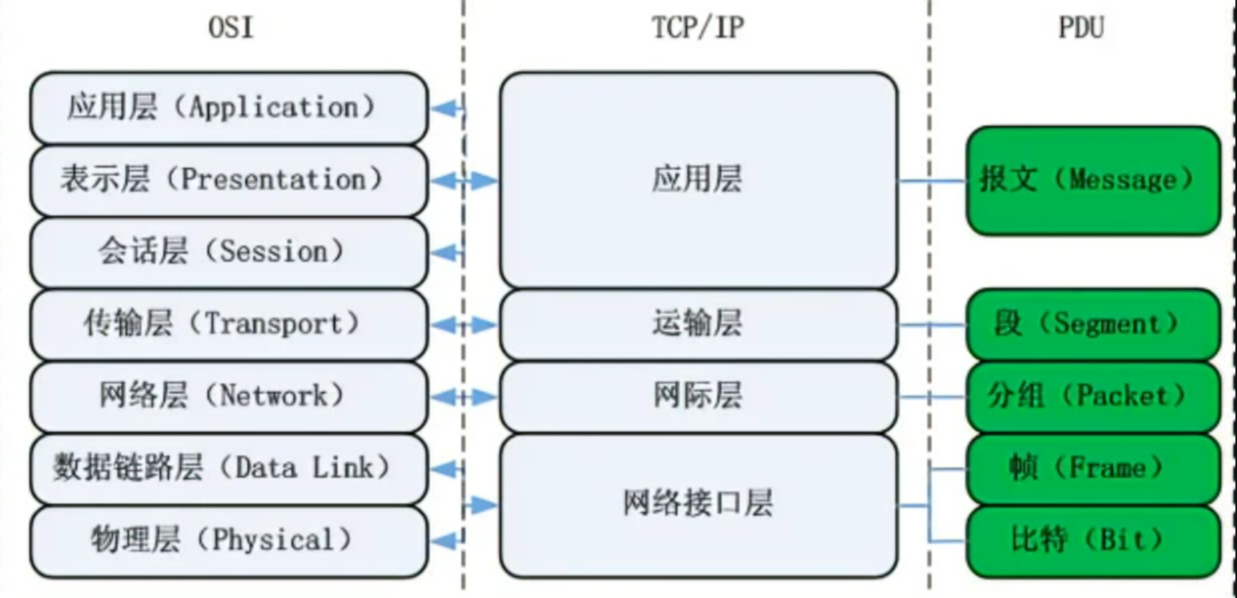 OSI
TCP/IP
PDU
应用层（Application）
表示层（Presentation）
会话层（Session）
传输层（Transport）
网络层（Network）
数据链路层（Data Link）
物理层（Physical）
应用层
运输层
网际层
网络接口层
报文（Message）
段（Segment）
分组（Packet）
帧（Frame）
比特（Bit）